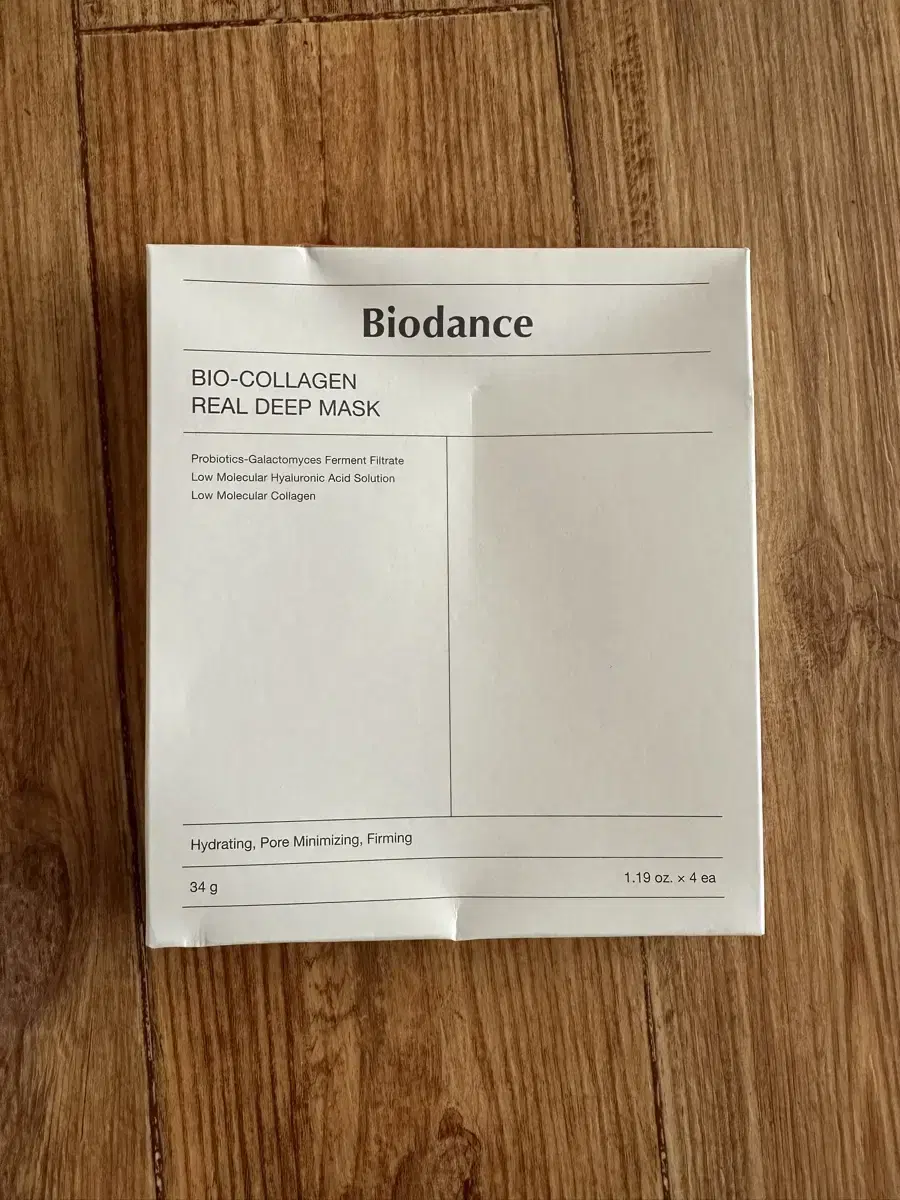 Biodance
BIO-COLLAGEN
REAL DEEP MASK
Probiotics-Galactomyces Ferment Filtrate
Low Molecular Hyaluronic Acid Solution
Low Molecular Collagen
Hydrating, Pore Minimizing, Firming
34 g
1.19 oz. × 4 ea